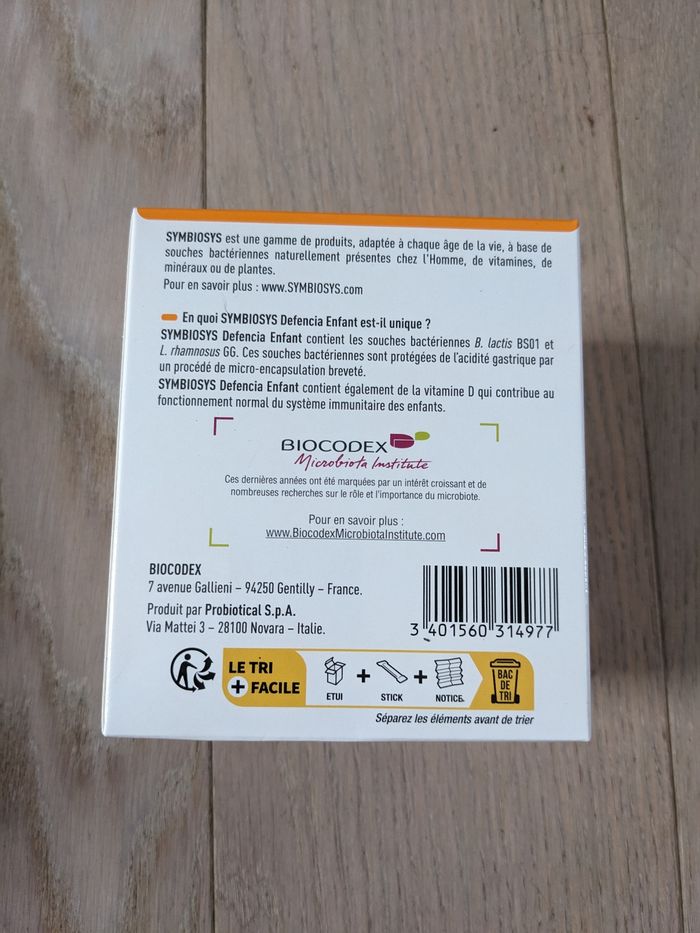 SYMBIOSYS est une gamme de produits, adaptée à chaque âge de la vie, à base de
souches bactériennes naturellement présentes chez l'Homme, de vitamines, de
minéraux ou de plantes.
Pour en savoir plus : www.SYMBIOSYS.com
En quoi SYMBIOSYS Defencia Enfant est-il unique ?
SYMBIOSYS Defencia Enfant contient les souches bactériennes B. lactis BS01 et
L. rhamnosus GG. Ces souches bactériennes sont protégées de l'acidité gastrique par
un procédé de micro-encapsulation breveté.
SYMBIOSYS Defencia Enfant contient également de la vitamine D qui contribue au
fonctionnement normal du système immunitaire des enfants.
BIOCODEX
Microbiota Institute
Ces dernières années ont été marquées par un intérêt croissant et de
nombreuses recherches sur le rôle et l'importance du microbiote.
Pour en savoir plus :
www.BiocodexMicrobiotaInstitute.com
BIOCODEX
7 avenue Gallieni – 94250 Gentilly – France.
Produit par Probiotical S.p.A.
Via Mattei 3 – 28100 Novara – Italie.
3 401560 314977
LE TRI
+ FACILE
ETUI
+
STICK
+
NOTICE
BAC
DE
TRI
Séparez les éléments avant de trier